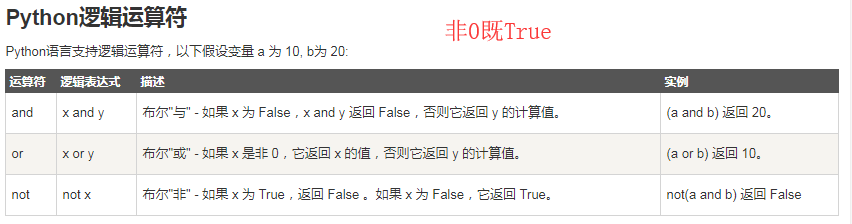 Python逻辑运算符
非0既True
Python语言支持逻辑运算符，以下假设变量 a 为 10, b为 20:
运算符 逻辑表达式 描述 实例
and x and y 布尔"与" - 如果 x 为 False，x and y 返回 False，否则它返回 y 的计算值。 (a and b) 返回 20。
or x or y 布尔"或" - 如果 x 是非 0，它返回 x 的值，否则它返回 y 的计算值。 (a or b) 返回 10。
not not x 布尔"非" - 如果 x 为 True，返回 False 。如果 x 为 False，它返回 True。 not(a and b) 返回 False